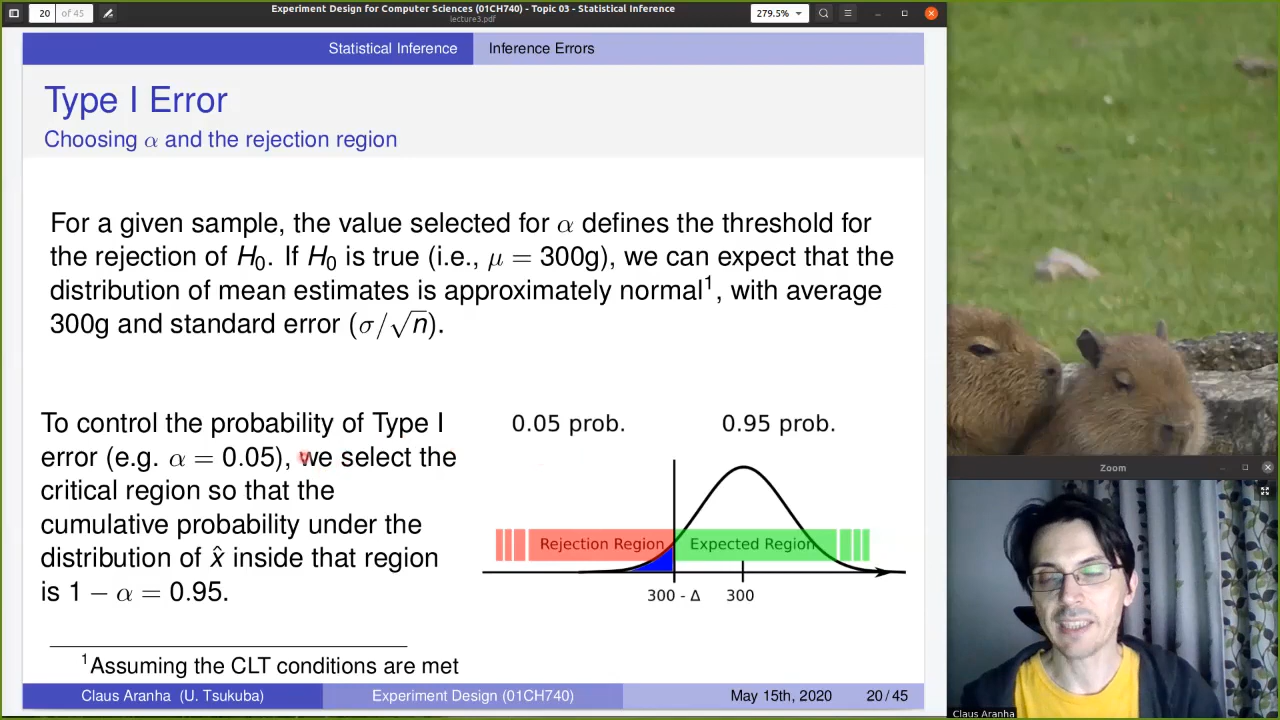 20 of 45
Experiment Design for Computer Sciences (01CH740) - Topic 03 - Statistical Inference
lecture3.pdf
279.5%
Statistical Inference
Inference Errors
Type I Error
Choosing α and the rejection region
For a given sample, the value selected for α defines the threshold for
the rejection of H₀. If H₀ is true (i.e., μ = 300g), we can expect that the
distribution of mean estimates is approximately normal¹, with average
300g and standard error (σ/√n).
To control the probability of Type I
error (e.g. α = 0.05), we select the
critical region so that the
cumulative probability under the
distribution of x̂ inside that region
is 1 − α = 0.95.
0.05 prob.
0.95 prob.
Rejection Region
Expected Region
300 - Δ
300
¹Assuming the CLT conditions are met
Claus Aranha (U. Tsukuba)
Experiment Design (01CH740)
May 15th, 2020
20/45
Zoom
Claus Aranha